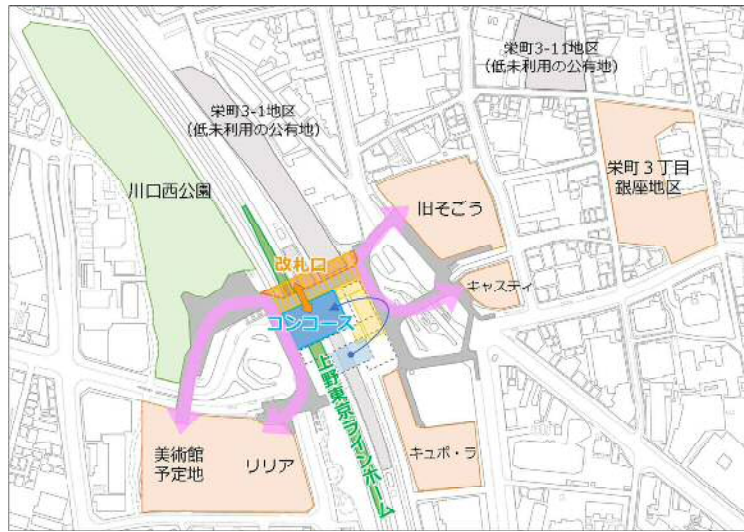 栄町3-11地区
(低未利用の公有地)
栄町3-1地区
(低未利用の公有地)
栄町３丁目
銀座地区
川口西公園
旧そごう
改札口
キャスティ
コンコース
上野東京ラインホーム
美術館
予定地
リリア
キュポ・ラ